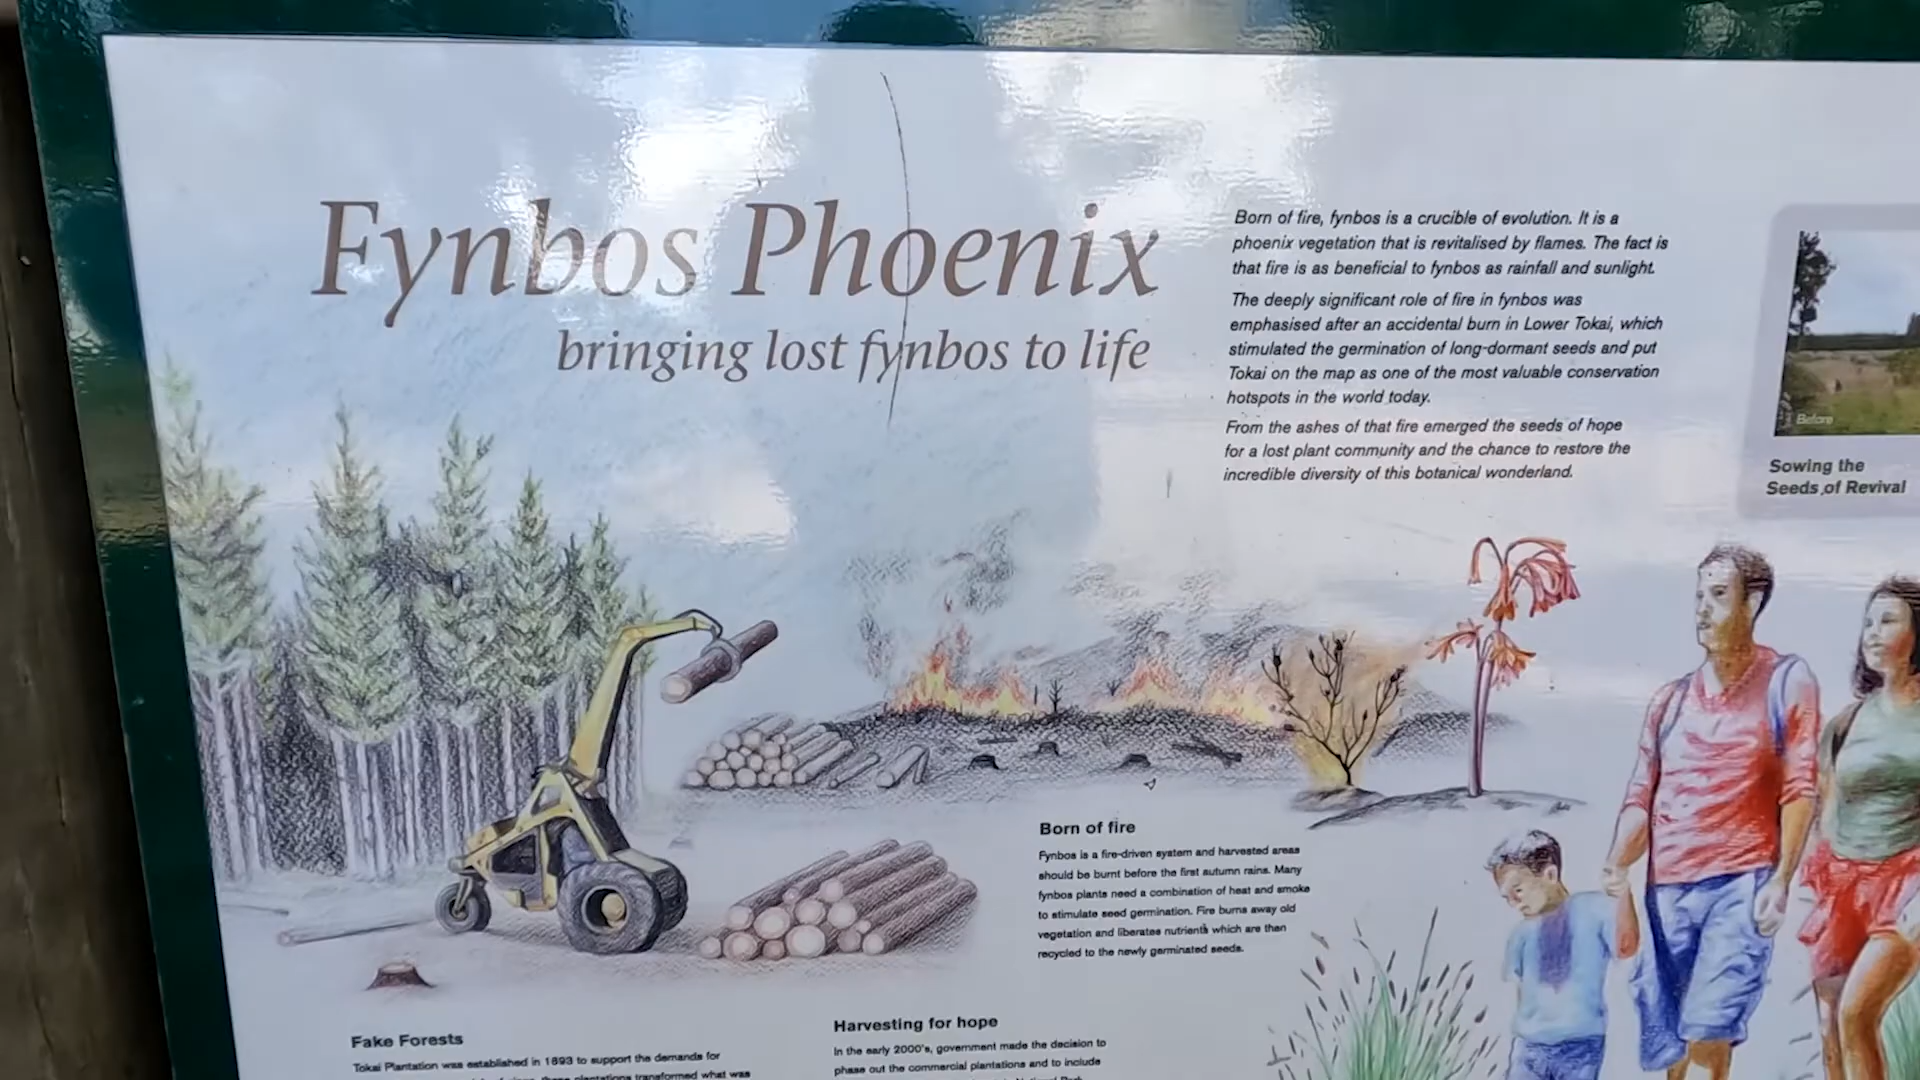 Fynbos Phoenix
bringing lost fynbos to life
Born of fire, fynbos is a crucible of evolution. It is a
phoenix vegetation that is revitalised by flames. The fact is
that fire is as beneficial to fynbos as rainfall and sunlight.
The deeply significant role of fire in fynbos was
emphasised after an accidental burn in Lower Tokai, which
stimulated the germination of long-dormant seeds and put
Tokai on the map as one of the most valuable conservation
hotspots in the world today.
From the ashes of that fire emerged the seeds of hope
for a lost plant community and the chance to restore the
incredible diversity of this botanical wonderland.
Before
Sowing the
Seeds of Revival
Born of fire
Fynbos is a fire-driven system and harvested areas
should be burnt before the first autumn rains. Many
fynbos plants need a combination of heat and smoke
to stimulate seed germination. Fire burns away old
vegetation and liberates nutrients which are then
recycled to the newly germinated seeds.
Fake Forests
Tokai Plantation was established in 1893 to support the demands for
these plantations transformed what was
Harvesting for hope
In the early 2000's, government made the decision to
phase out the commercial plantations and to include